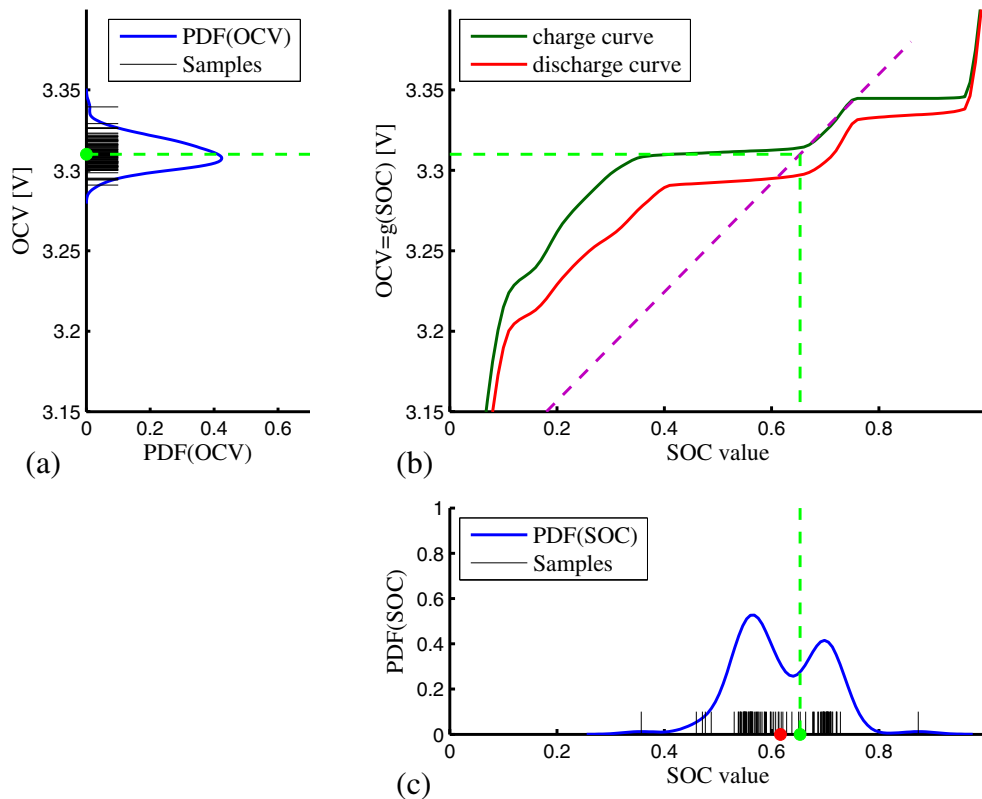 PDF(OCV)
Samples
OCV [V]
3.35
3.3
3.25
3.2
3.15
0 0.2 0.4 0.6
PDF(OCV)
(a)
charge curve
discharge curve
OCV=g(SOC) [V]
3.35
3.3
3.25
3.2
3.15
0 0.2 0.4 0.6 0.8
SOC value
(b)
PDF(SOC)
Samples
PDF(SOC)
1
0.8
0.6
0.4
0.2
0
0 0.2 0.4 0.6 0.8
SOC value
(c)